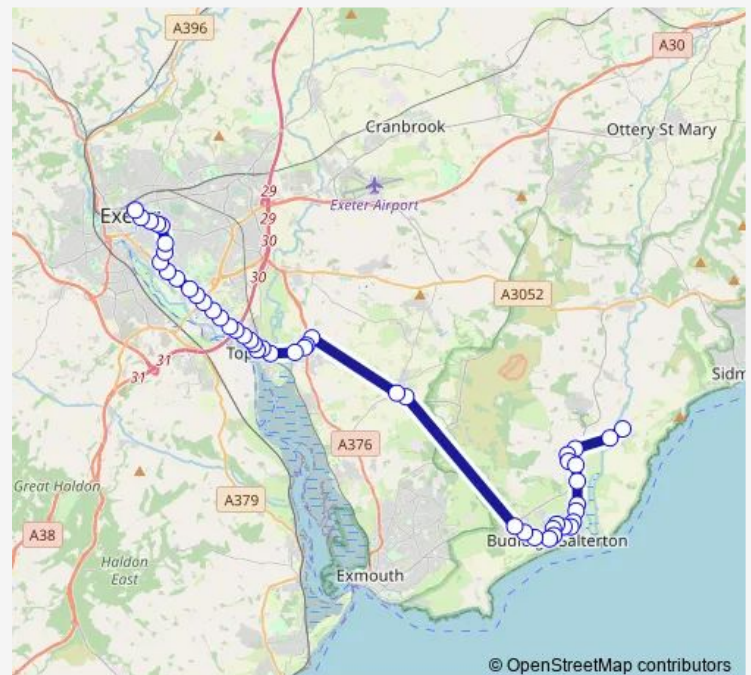 A396
A30
Cranbrook
Ottery St Mary
29
Exeter Airport
Exe
29
30
30
A3052
Top
31
31
Sidm
A376
Great Haldon
A379
A38
Haldon
East
Salterton
Exmouth
© OpenStreetMap contributors